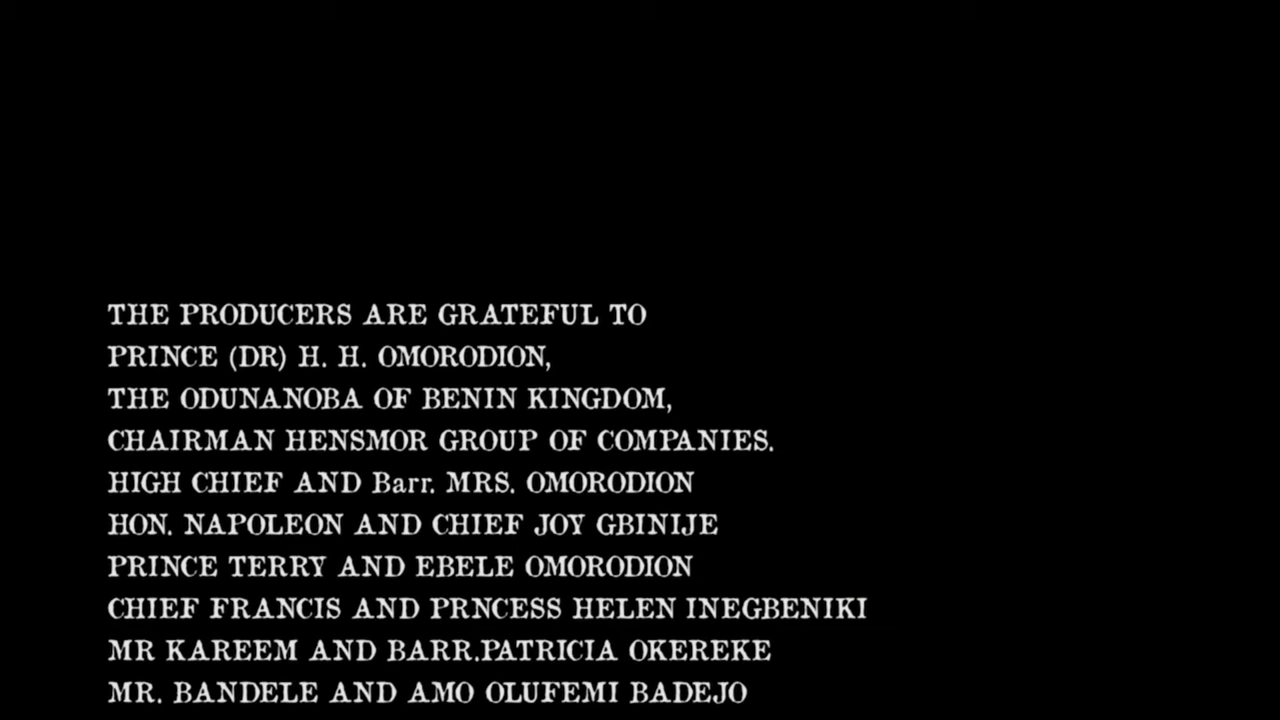 THE PRODUCERS ARE GRATEFUL TO
PRINCE (DR) H. H. OMORODION,
THE ODUNANOBA OF BENIN KINGDOM,
CHAIRMAN HENSMOR GROUP OF COMPANIES.
HIGH CHIEF AND Barr. MRS. OMORODION
HON. NAPOLEON AND CHIEF JOY GBINIJE
PRINCE TERRY AND EBELE OMORODION
CHIEF FRANCIS AND PRNCESS HELEN INEGBENIKI
MR KAREEM AND BARR.PATRICIA OKEREKE
MR. BANDELE AND AMO OLUFEMI BADEJO